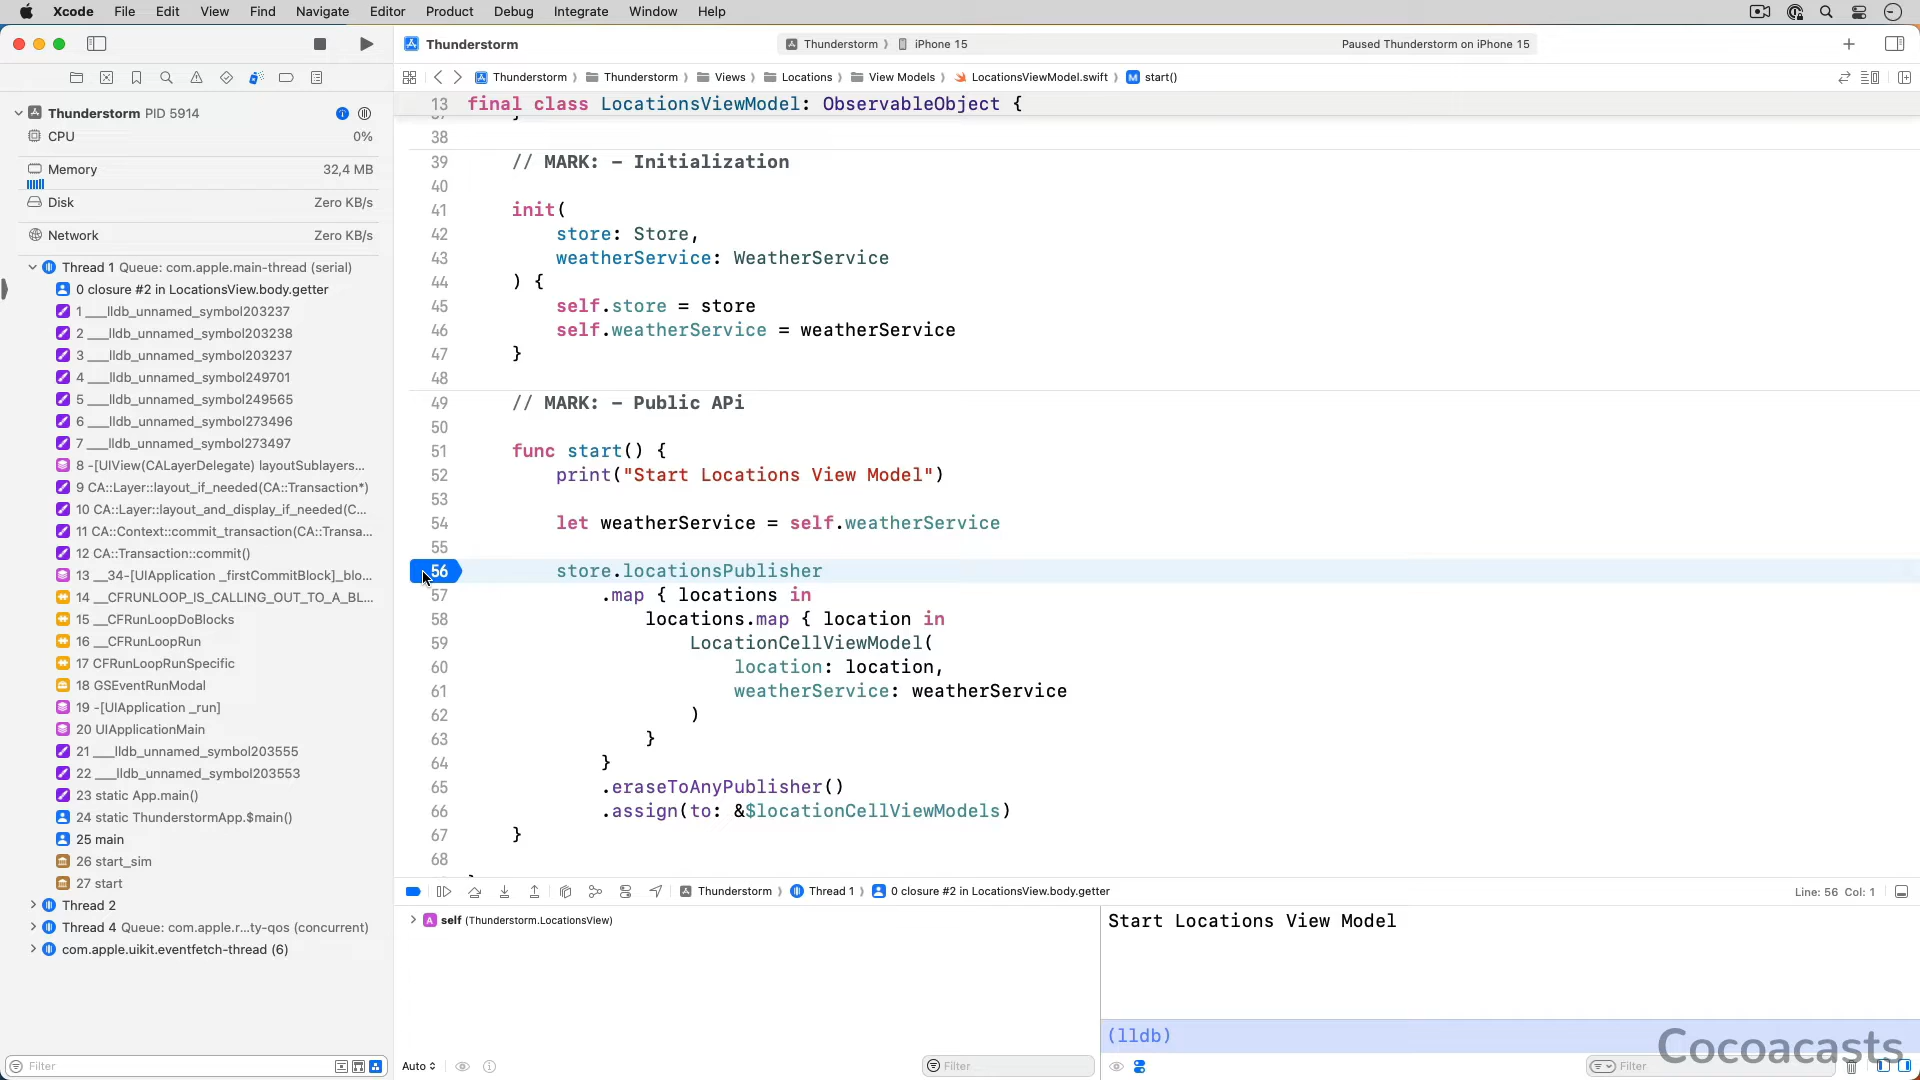 Xcode File Edit View Find Navigate Editor Product Debug Integrate Window Help
Thunderstorm
Thunderstorm iPhone 15
Paused Thunderstorm on iPhone 15
Thunderstorm Thunderstorm Views Locations View Models LocationsViewModel.swift M start()
Thunderstorm PID 5914
CPU 0%
Memory 32,4 MB
Disk Zero KB/s
Network Zero KB/s
Thread 1 Queue: com.apple.main-thread (serial)
0 closure #2 in LocationsView.body.getter
1 ___lldb_unnamed_symbol203237
2 ___lldb_unnamed_symbol203238
3 ___lldb_unnamed_symbol203237
4 ___lldb_unnamed_symbol249701
5 ___lldb_unnamed_symbol249565
6 ___lldb_unnamed_symbol273496
7 ___lldb_unnamed_symbol273497
8 -[UIView(CALayerDelegate) layoutSublayers...
9 CA::Layer::layout_if_needed(CA::Transaction*)
10 CA::Layer::layout_and_display_if_needed(C...
11 CA::Context::commit_transaction(CA::Transa...
12 CA::Transaction::commit()
13 __34-[UIApplication _firstCommitBlock]_blo...
14 __CFRUNLOOP_IS_CALLING_OUT_TO_A_BL...
15 __CFRunLoopDoBlocks
16 __CFRunLoopRun
17 CFRunLoopRunSpecific
18 GSEventRunModal
19 -[UIApplication _run]
20 UIApplicationMain
21 ___lldb_unnamed_symbol203555
22 ___lldb_unnamed_symbol203553
23 static App.main()
24 static ThunderstormApp.$main()
25 main
26 start_sim
27 start
Thread 2
Thread 4 Queue: com.apple.r...ty-qos (concurrent)
com.apple.uikit.eventfetch-thread (6)
Filter
13 final class LocationsViewModel: ObservableObject {
37 }
38
39 // MARK: - Initialization
40
41 init(
42 store: Store,
43 weatherService: WeatherService
44 ) {
45 self.store = store
46 self.weatherService = weatherService
47 }
48
49 // MARK: - Public APi
50
51 func start() {
52 print("Start Locations View Model")
53
54 let weatherService = self.weatherService
55
56 store.locationsPublisher
57 .map { locations in
58 locations.map { location in
59 LocationCellViewModel(
60 location: location,
61 weatherService: weatherService
62 )
63 }
64 }
65 .eraseToAnyPublisher()
66 .assign(to: &$locationCellViewModels)
67 }
68
Thunderstorm Thread 1 0 closure #2 in LocationsView.body.getter
Line: 56 Col: 1
A self (Thunderstorm.LocationsView)
Start Locations View Model
(lldb)
Auto
Filter
Filter
Cocoacasts